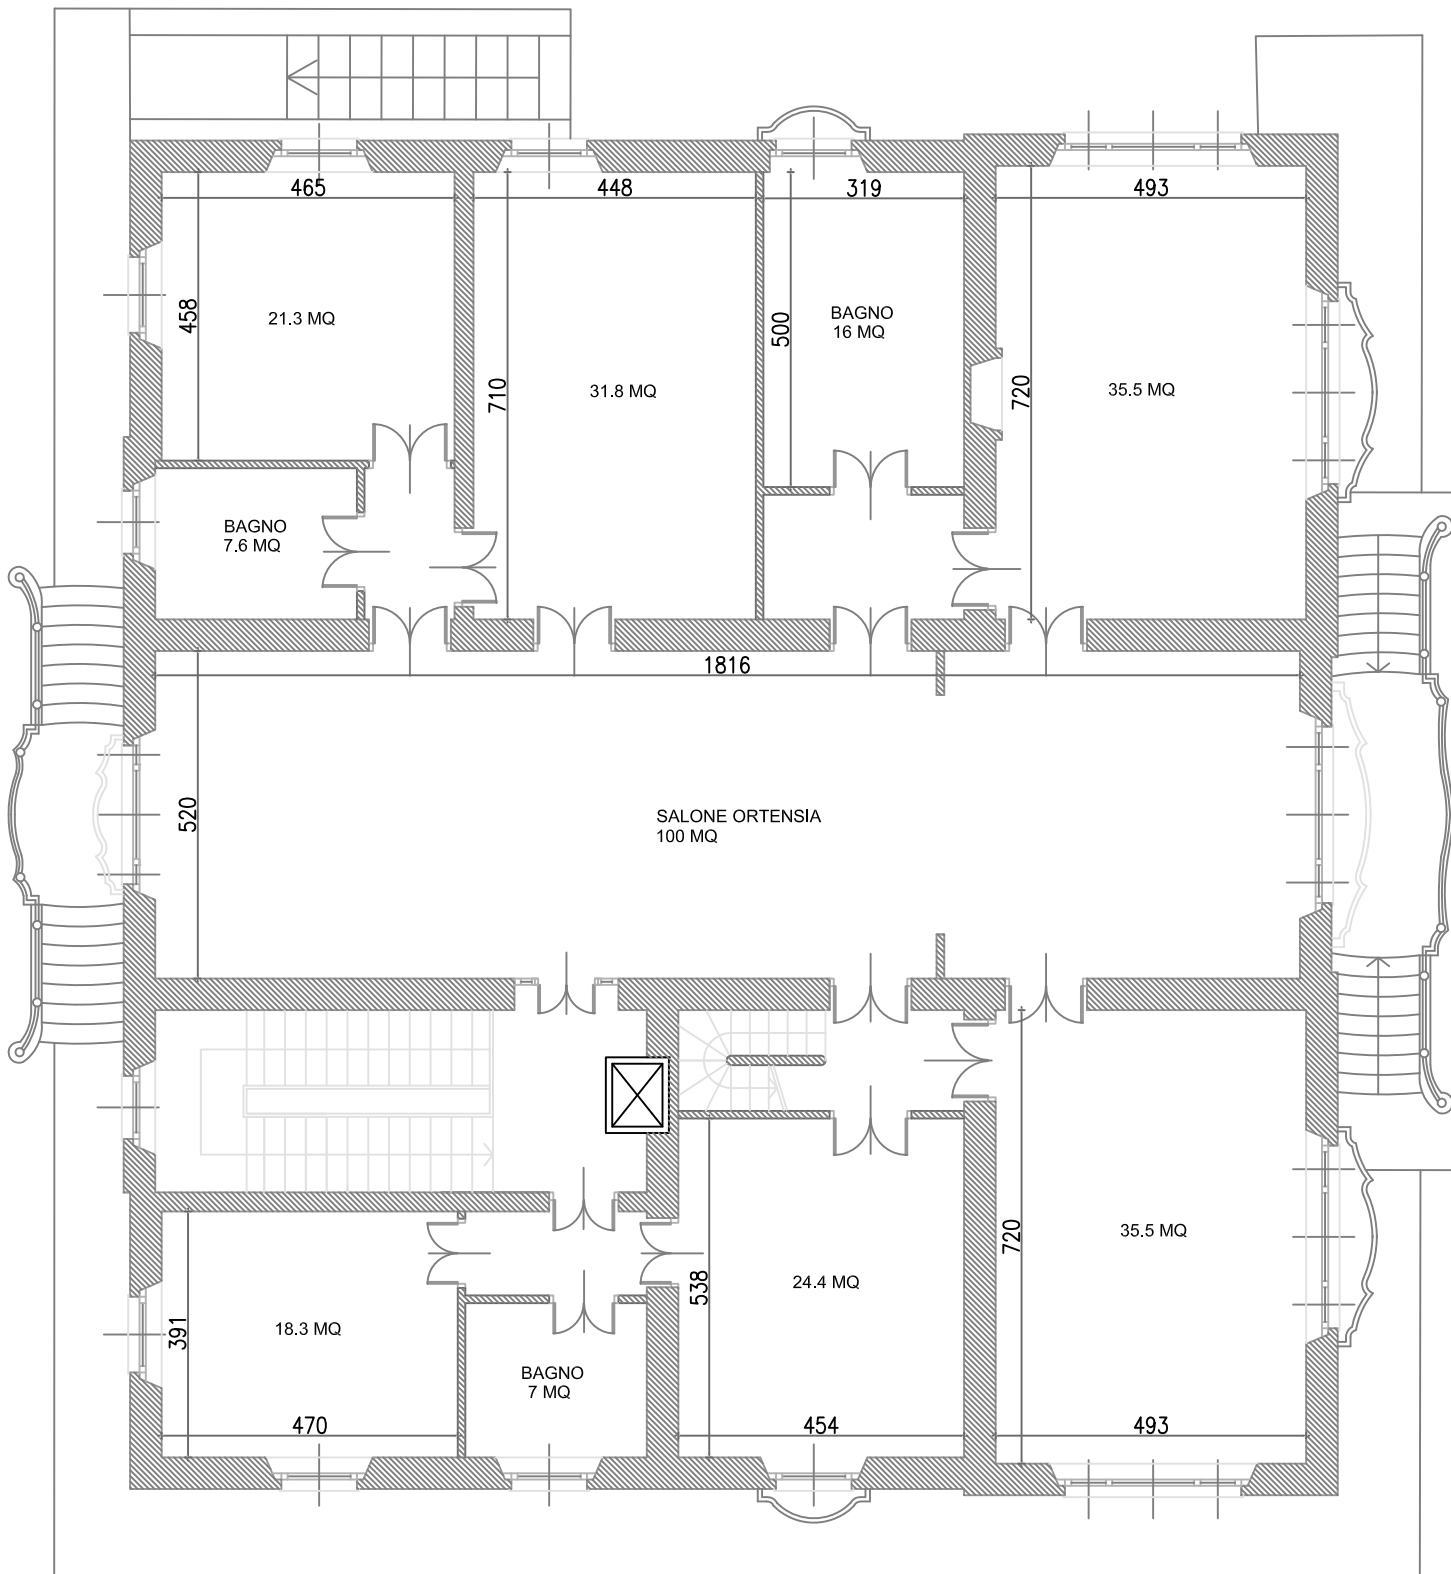 465
448
319
493
458
21.3 MQ
710
31.8 MQ
500
BAGNO
16 MQ
720
35.5 MQ
BAGNO
7.6 MQ
1816
520
SALONE ORTENSIA
100 MQ
391
18.3 MQ
470
BAGNO
7 MQ
538
24.4 MQ
454
720
35.5 MQ
493